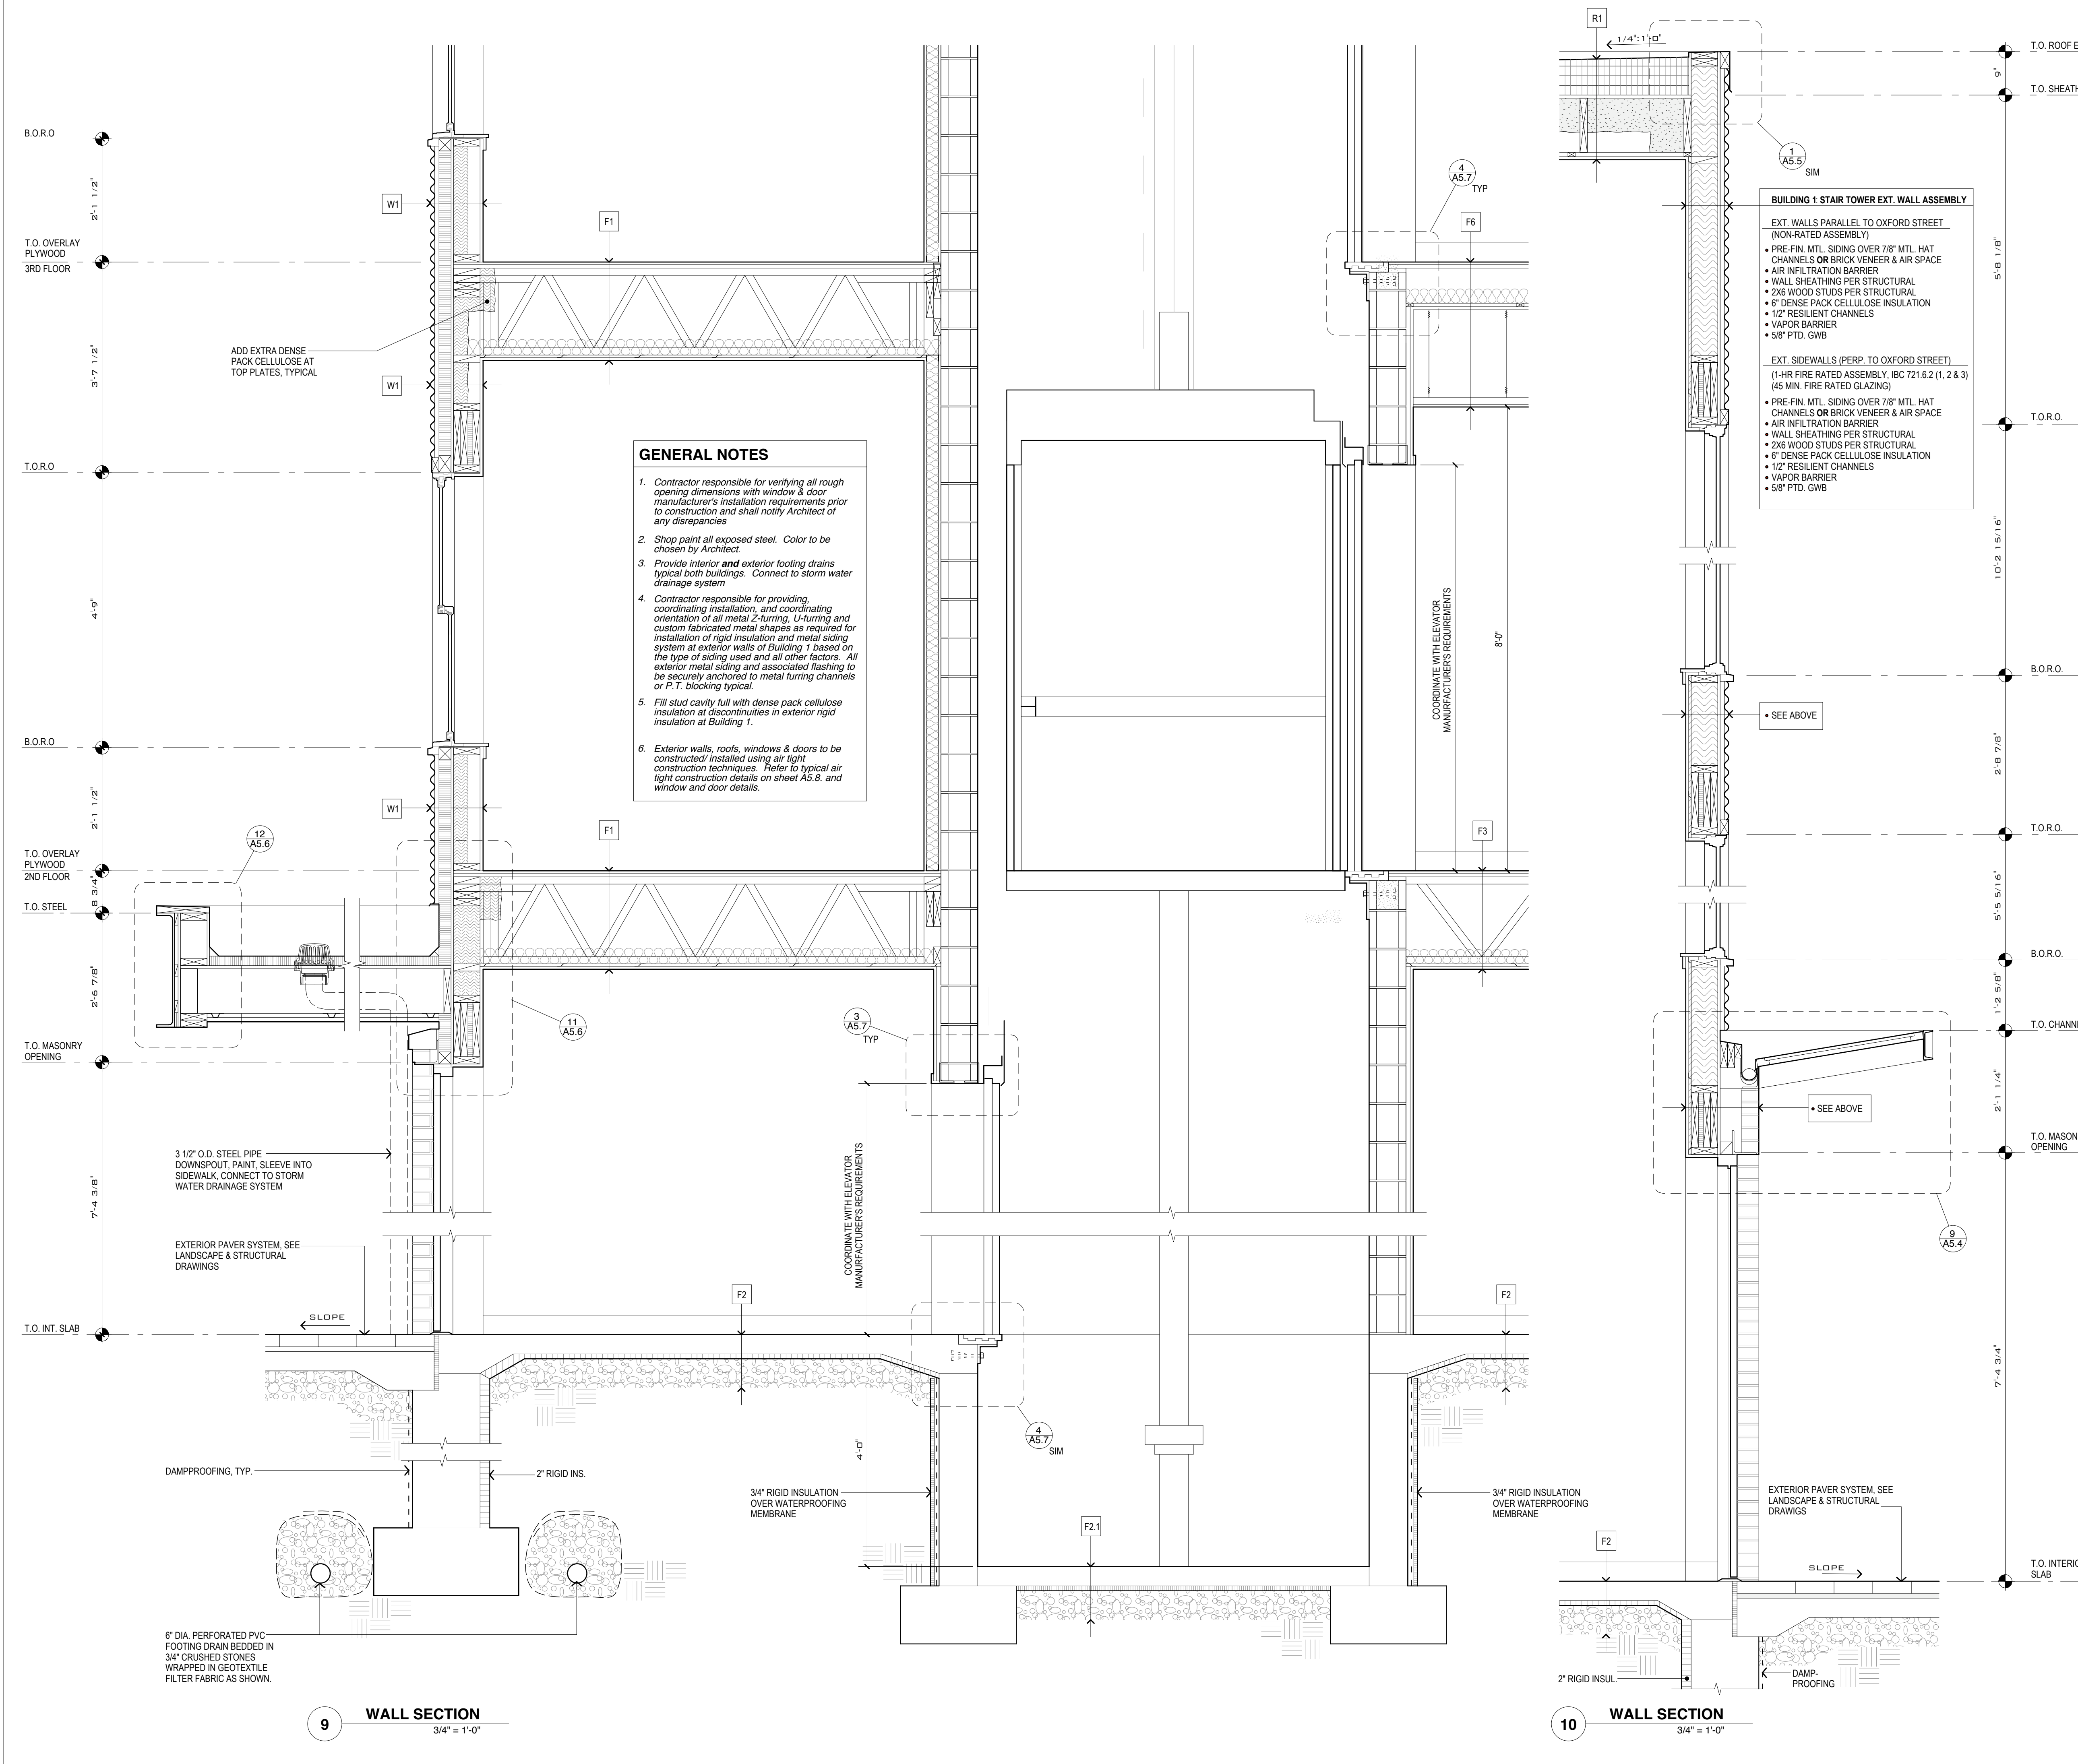 B.O.R.O
2'-1 1/2"
T.O. OVERLAY
PLYWOOD
3RD FLOOR
3'-7 1/2"
T.O.R.O
4'-9"
B.O.R.O
2'-1 1/2"
T.O. OVERLAY
PLYWOOD
2ND FLOOR
8 3/4"
T.O. STEEL
2'-6 7/8"
T.O. MASONRY
OPENING
7'-4 3/8"
T.O. INT. SLAB
W1
F1
ADD EXTRA DENSE
PACK CELLULOSE AT
TOP PLATES, TYPICAL
W1
W1
F1
12
A5.6
11
A5.6
3
A5.7
TYP
3 1/2" O.D. STEEL PIPE
DOWNSPOUT, PAINT, SLEEVE INTO
SIDEWALK, CONNECT TO STORM
WATER DRAINAGE SYSTEM
EXTERIOR PAVER SYSTEM, SEE
LANDSCAPE & STRUCTURAL
DRAWINGS
SLOPE
F2
COORDINATE WITH ELEVATOR
MANURFACTURER'S REQUIREMENTS
4'-0"
4
A5.7
SIM
DAMPPROOFING, TYP.
2" RIGID INS.
3/4" RIGID INSULATION
OVER WATERPROOFING
MEMBRANE
F2.1
6" DIA. PERFORATED PVC
FOOTING DRAIN BEDDED IN
3/4" CRUSHED STONES
WRAPPED IN GEOTEXTILE
FILTER FABRIC AS SHOWN.
GENERAL NOTES
1. Contractor responsible for verifying all rough
opening dimensions with window & door
manufacturer's installation requirements prior
to construction and shall notify Architect of
any disrepancies
2. Shop paint all exposed steel. Color to be
chosen by Architect.
3. Provide interior and exterior footing drains
typical both buildings. Connect to storm water
drainage system
4. Contractor responsible for providing,
coordinating installation, and coordinating
orientation of all metal Z-furring, U-furring and
custom fabricated metal shapes as required for
installation of rigid insulation and metal siding
system at exterior walls of Building 1 based on
the type of siding used and all other factors. All
exterior metal siding and associated flashing to
be securely anchored to metal furring channels
or P.T. blocking typical.
5. Fill stud cavity full with dense pack cellulose
insulation at discontinuities in exterior rigid
insulation at Building 1.
6. Exterior walls, roofs, windows & doors to be
constructed/ installed using air tight
construction techniques. Refer to typical air
tight construction details on sheet A5.8. and
window and door details.
4
A5.7
TYP
F6
COORDINATE WITH ELEVATOR
MANURFACTURER'S REQUIREMENTS
8'-0"
F3
F2
3/4" RIGID INSULATION
OVER WATERPROOFING
MEMBRANE
9
WALL SECTION
3/4" = 1'-0"
R1
1/4":1'-0"
1
A5.5
SIM
BUILDING 1: STAIR TOWER EXT. WALL ASSEMBLY
EXT. WALLS PARALLEL TO OXFORD STREET
(NON-RATED ASSEMBLY)
• PRE-FIN. MTL. SIDING OVER 7/8" MTL. HAT
CHANNELS OR BRICK VENEER & AIR SPACE
• AIR INFILTRATION BARRIER
• WALL SHEATHING PER STRUCTURAL
• 2X6 WOOD STUDS PER STRUCTURAL
• 6" DENSE PACK CELLULOSE INSULATION
• 1/2" RESILIENT CHANNELS
• VAPOR BARRIER
• 5/8" PTD. GWB
EXT. SIDEWALLS (PERP. TO OXFORD STREET)
(1-HR FIRE RATED ASSEMBLY, IBC 721.6.2 (1, 2 & 3)
(45 MIN. FIRE RATED GLAZING)
• PRE-FIN. MTL. SIDING OVER 7/8" MTL. HAT
CHANNELS OR BRICK VENEER & AIR SPACE
• AIR INFILTRATION BARRIER
• WALL SHEATHING PER STRUCTURAL
• 2X6 WOOD STUDS PER STRUCTURAL
• 6" DENSE PACK CELLULOSE INSULATION
• 1/2" RESILIENT CHANNELS
• VAPOR BARRIER
• 5/8" PTD. GWB
• SEE ABOVE
• SEE ABOVE
9
A5.4
EXTERIOR PAVER SYSTEM, SEE
LANDSCAPE & STRUCTURAL
DRAWIGS
SLOPE
F2
2" RIGID INSUL.
DAMP-
PROOFING
T.O. ROOF E
9"
T.O. SHEATH
5'-8 1/8"
T.O.R.O.
10'-2 15/16"
B.O.R.O.
2'-8 7/8"
T.O.R.O.
5'-5 5/16"
B.O.R.O.
1'-2 5/8"
T.O. CHANN
2'-1 1/4"
T.O. MASON
OPENING
7'-4 3/4"
T.O. INTERIO
SLAB
10
WALL SECTION
3/4" = 1'-0"